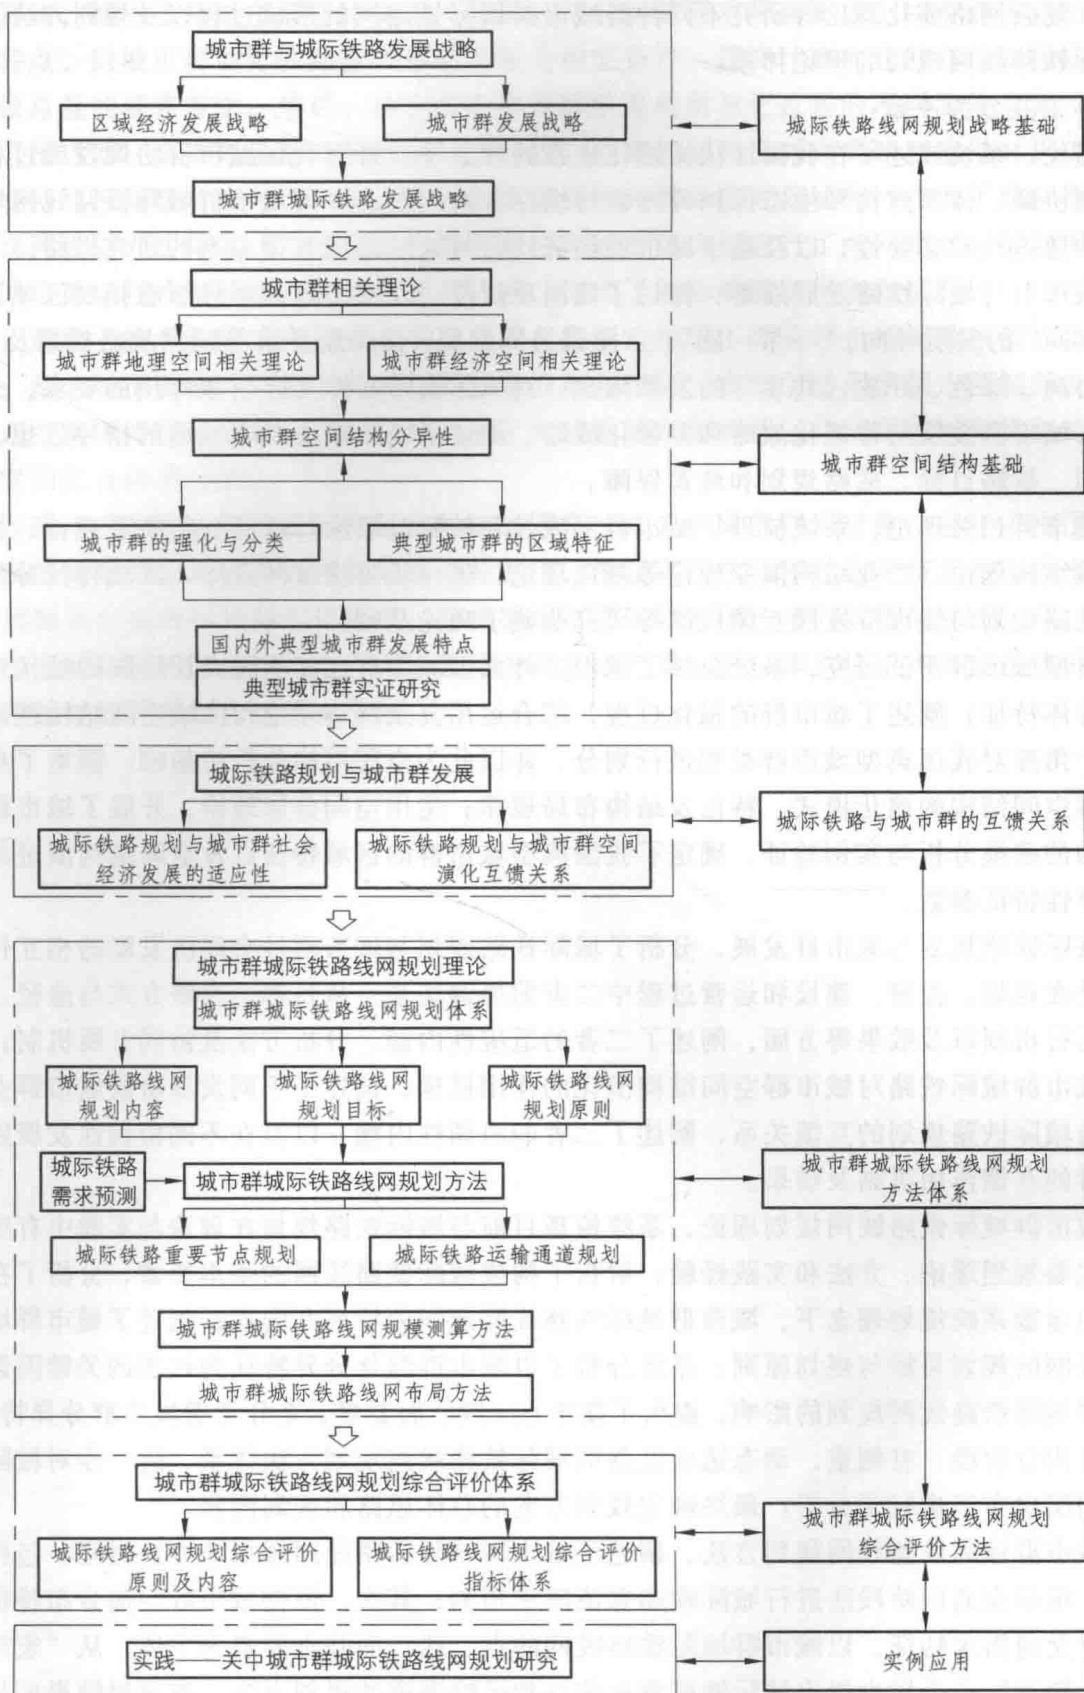 城市群与城际铁路发展战略
区域经济发展战略
城市群发展战略
城市群城际铁路发展战略
城际铁路线网规划战略基础
城市群相关理论
城市群地理空间相关理论
城市群经济空间相关理论
城市群空间结构分异性
城市群空间结构基础
城市群的强化与分类
典型城市群的区域特征
国内外典型城市群发展特点
典型城市群实证研究
城际铁路规划与城市群发展
城际铁路规划与城市群社会
经济发展的适应性
城际铁路规划与城市群空间
演化互馈关系
城际铁路与城市群的互馈关系
城市群城际铁路线网规划理论
城市群城际铁路线网规划体系
城际铁路线网
规划内容
城际铁路线网
规划目标
城际铁路线网
规划原则
城际铁路
需求预测
城市群城际铁路线网规划方法
城市群城际铁路线网规划
方法体系
城际铁路重要节点规划
城际铁路运输通道规划
城市群城际铁路线网规模测算方法
城市群城际铁路线网布局方法
城市群城际铁路线网规划综合评价体系
城际铁路线网规划综合评价
原则及内容
城际铁路线网规划综合评价
指标体系
城市群城际铁路线网规划
综合评价方法
实践——关中城市群城际铁路线网规划研究
实例应用